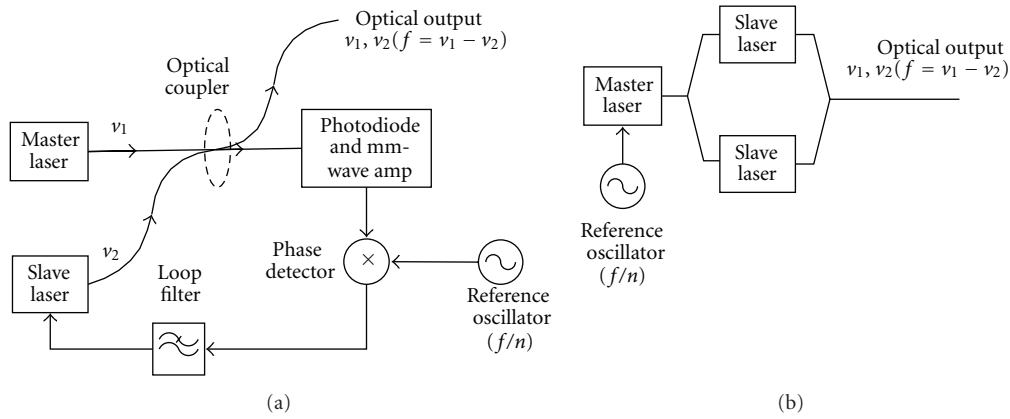 Optical output
ν₁, ν₂(f = ν₁ − ν₂)
Optical
coupler
Master
laser
ν₁
Photodiode
and mm-
wave amp
ν₂
Slave
laser
Loop
filter
Phase
detector
×
Reference
oscillator
(f/n)
(a)
Slave
laser
Optical output
ν₁, ν₂(f = ν₁ − ν₂)
Master
laser
Slave
laser
Reference
oscillator
(f/n)
(b)